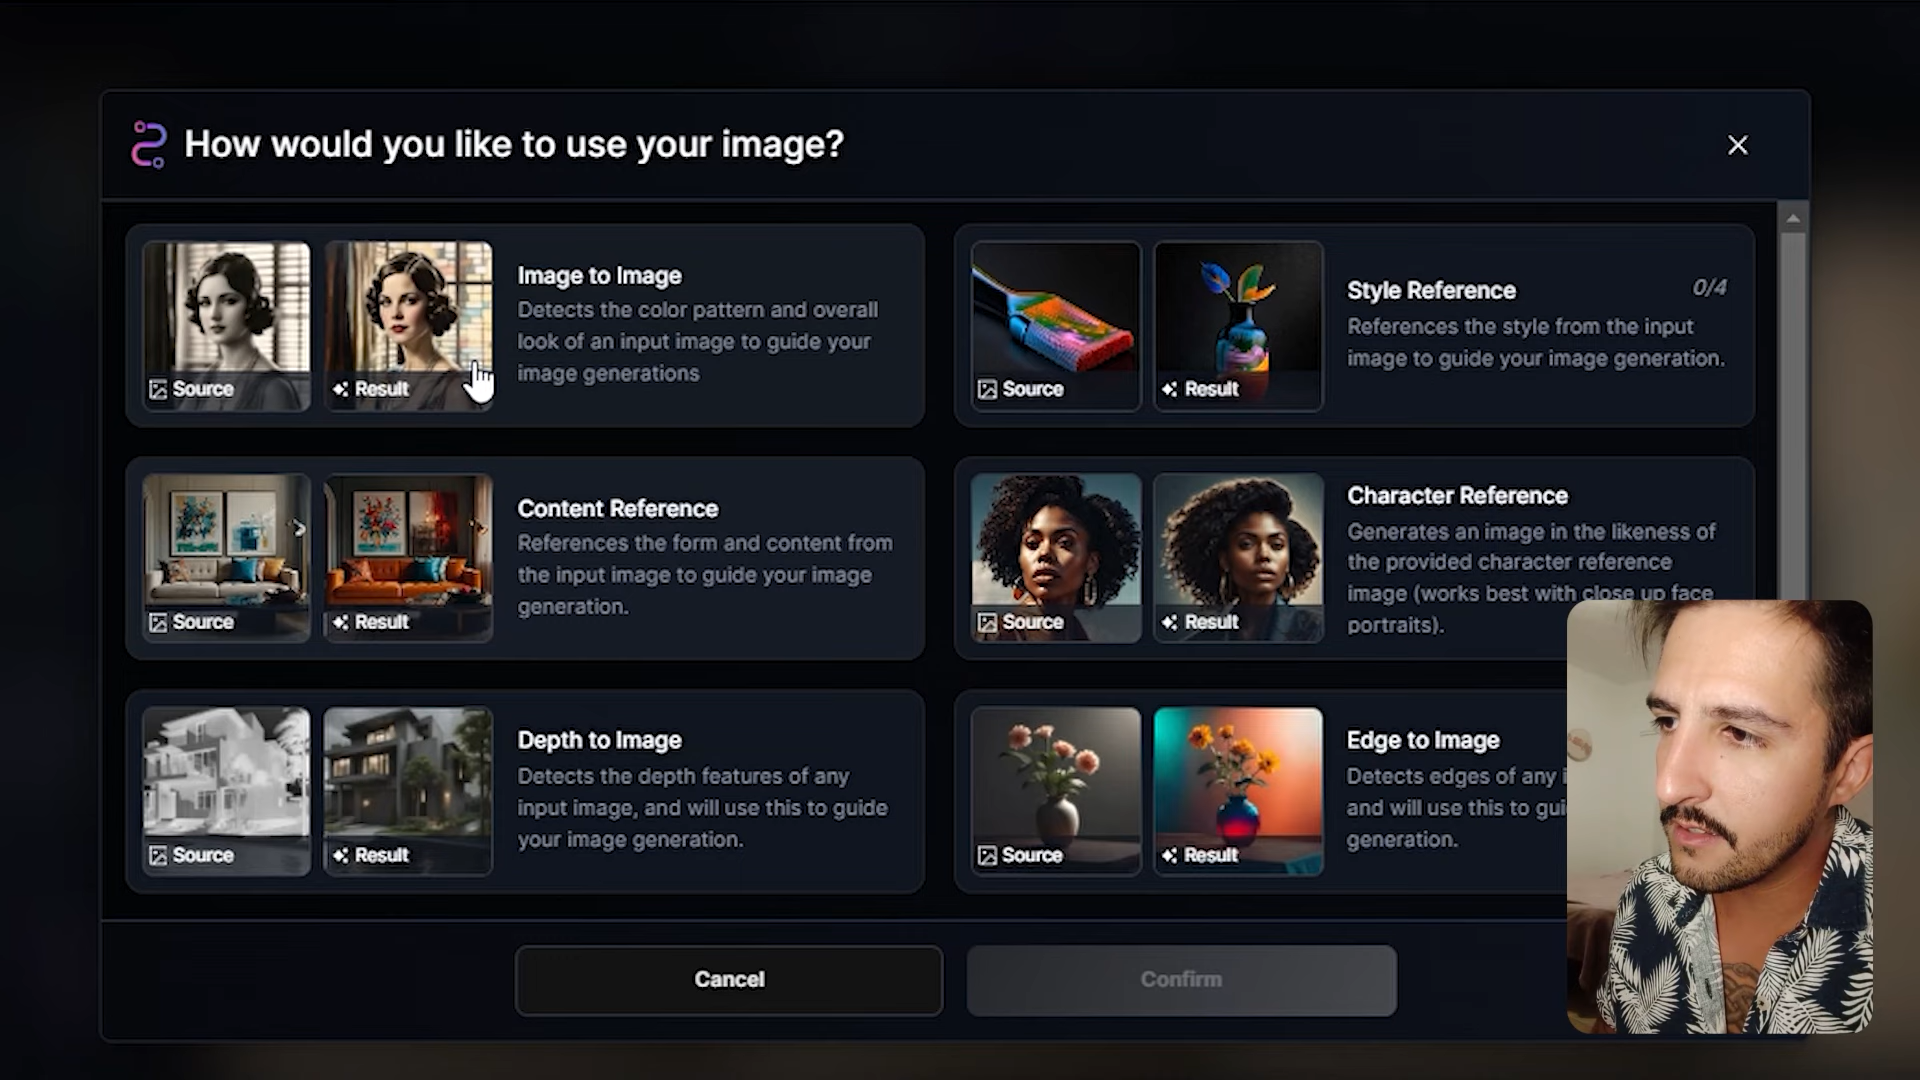 How would you like to use your image?
Image to Image
Detects the color pattern and overall
look of an input image to guide your
image generations
Source
Result
Style Reference
0/4
References the style from the input
image to guide your image generation.
Source
Result
Content Reference
References the form and content from
the input image to guide your image
generation.
Source
Result
Character Reference
Generates an image in the likeness of
the provided character reference
image (works best with close up face
portraits).
Source
Result
Depth to Image
Detects the depth features of any
input image, and will use this to guide
your image generation.
Source
Result
Edge to Image
Detects edges of any
and will use this to
generation.
Source
Result
Cancel
Confirm